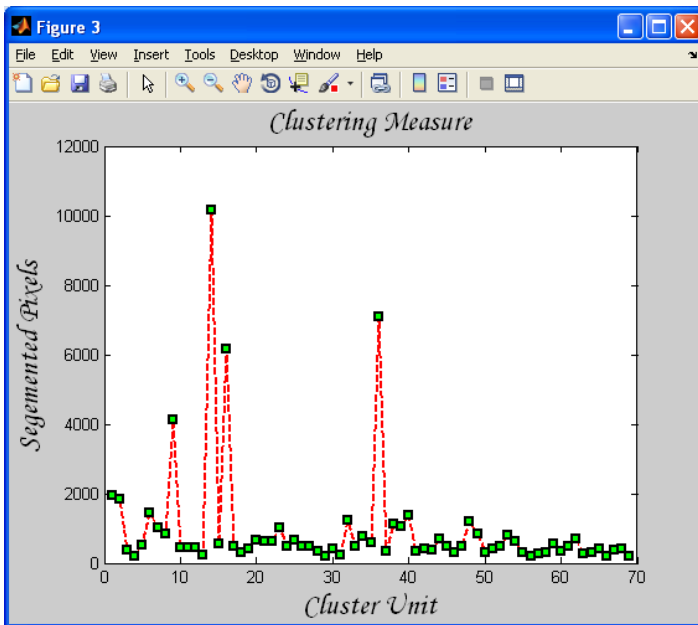 Figure 3
File Edit View Insert Tools Desktop Window Help
Clustering Measure
12000
10000
8000
6000
4000
2000
0
Segemented Pixels
0 10 20 30 40 50 60 70
Cluster Unit